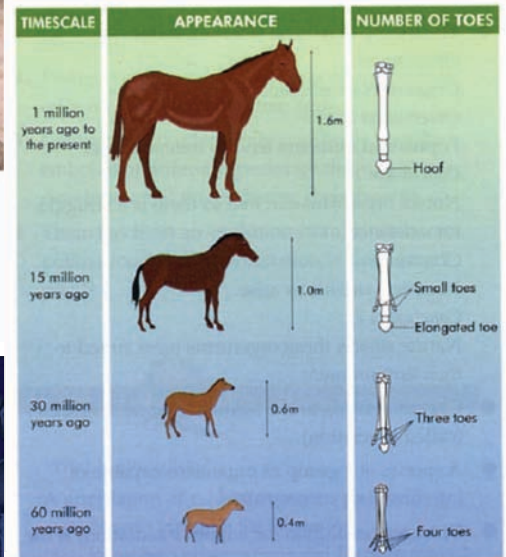 TIMESCALE
APPEARANCE
NUMBER OF TOES
1 million
years ago to
the present
1.6m
Hoof
15 million
years ago
1.0m
Small toes
Elongated toe
30 million
years ago
0.6m
Three toes
60 million
years ago
0.4m
Four toes